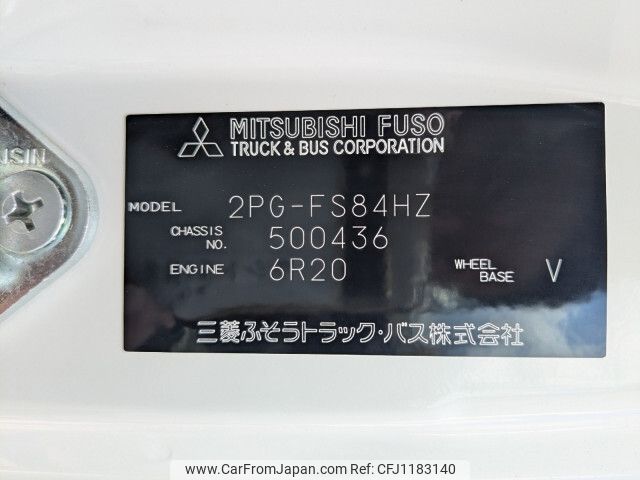 AISIN
MITSUBISHI FUSO
TRUCK & BUS CORPORATION
MODEL 2PG-FS84HZ
CHASSIS NO. 500436
ENGINE 6R20 WHEEL BASE V
三菱ふそうトラック・バス株式会社
© www.CarFromJapan.com - CFJ1183140